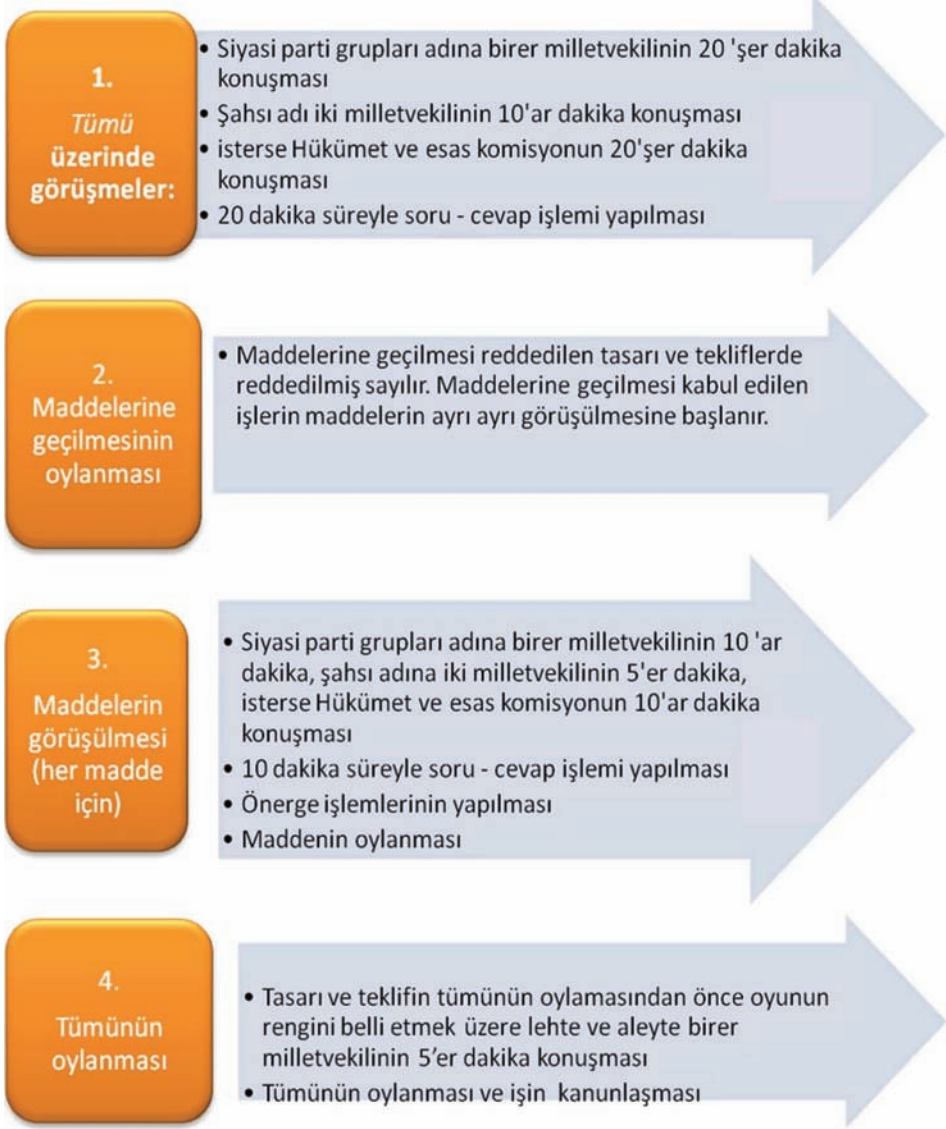 1.
Tümü
üzerinde
görüşmeler:
• Siyasi parti grupları adına birer milletvekilinin 20 'şer dakika
konuşması
• Şahsı adı iki milletvekilinin 10'ar dakika konuşması
• isterse Hükümet ve esas komisyonun 20'şer dakika
konuşması
• 20 dakika süreyle soru - cevap işlemi yapılması
2.
Maddelerine
geçilmesinin
oylanması
• Maddelerine geçilmesi reddedilen tasarı ve tekliflerde
reddedilmiş sayılır. Maddelerine geçilmesi kabul edilen
işlerin maddelerin ayrı ayrı görüşülmesine başlanır.
3.
Maddelerin
görüşülmesi
(her madde
için)
• Siyasi parti grupları adına birer milletvekilinin 10 'ar
dakika, şahsı adına iki milletvekilinin 5'er dakika,
isterse Hükümet ve esas komisyonun 10'ar dakika
konuşması
• 10 dakika süreyle soru - cevap işlemi yapılması
• Önerge işlemlerinin yapılması
• Maddenin oylanması
4.
Tümünün
oylanması
• Tasarı ve teklifin tümünün oylamasından önce oyunun
rengini belli etmek üzere lehte ve aleyte birer
milletvekilinin 5’er dakika konuşması
• Tümünün oylanması ve işin kanunlaşması